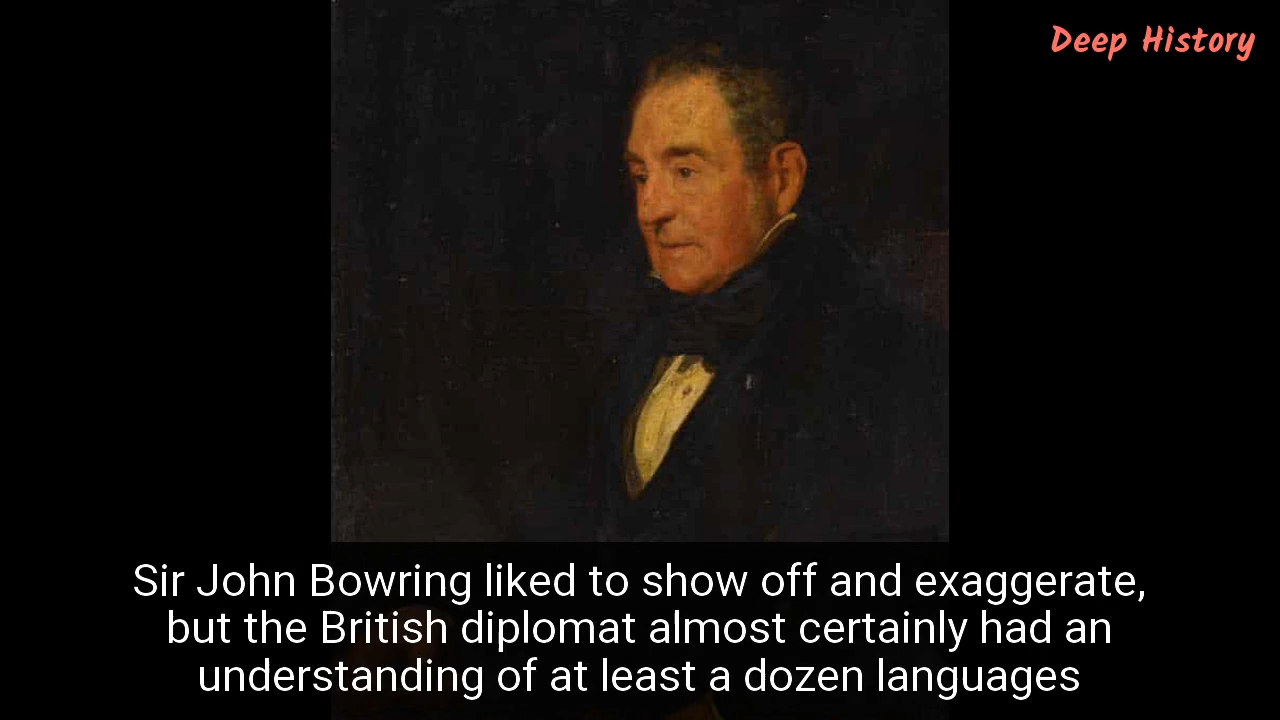 Deep History
Sir John Bowring liked to show off and exaggerate,
but the British diplomat almost certainly had an
understanding of at least a dozen languages